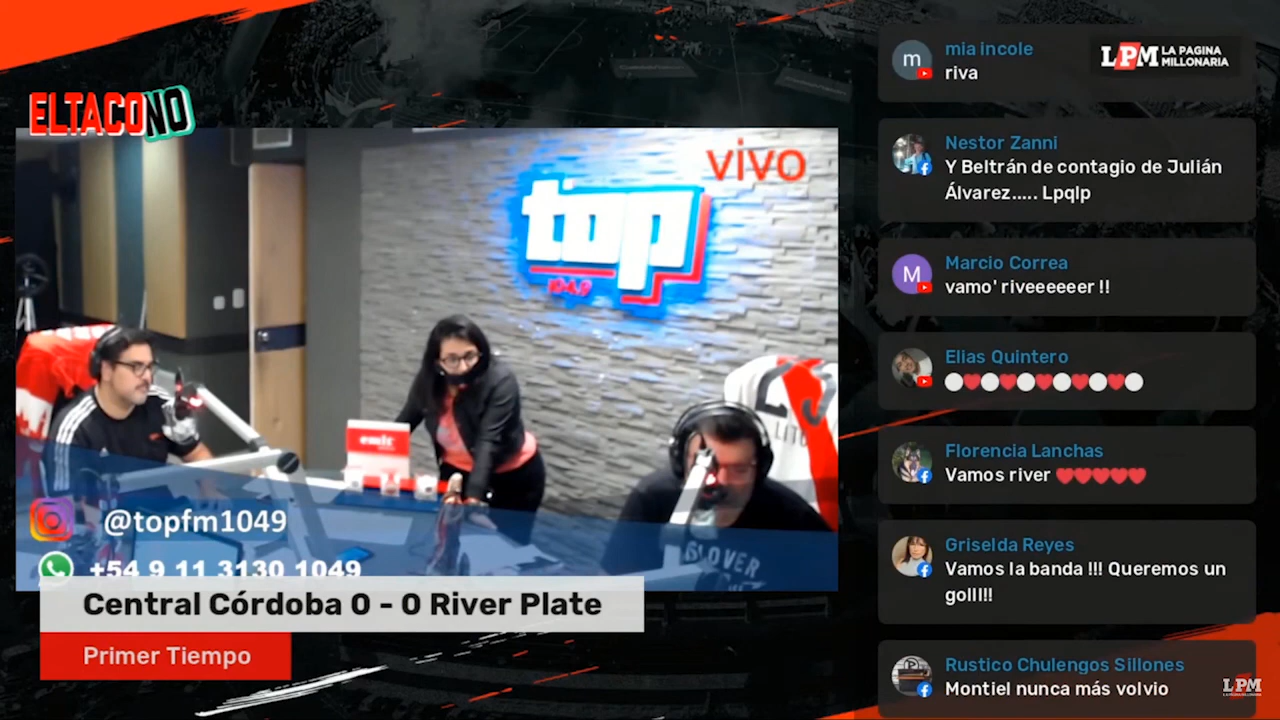 ELTACONO
vivo
top
104.9
emit
@topfm1049
+54 9 11 3130 1049
Central Córdoba 0 - 0 River Plate
Primer Tiempo
mia incole
riva
LPM LA PAGINA
MILLONARIA
Nestor Zanni
Y Beltrán de contagio de Julián
Álvarez..... Lpqlp
M
Marcio Correa
vamo' riveeeeeer !!
Elias Quintero
⚪❤️⚪❤️⚪❤️⚪❤️⚪❤️⚪
Florencia Lanchas
Vamos river ❤️❤️❤️❤️❤️
Griselda Reyes
Vamos la banda !!! Queremos un
golll!!
Rustico Chulengos Sillones
Montiel nunca más volvio
LPM